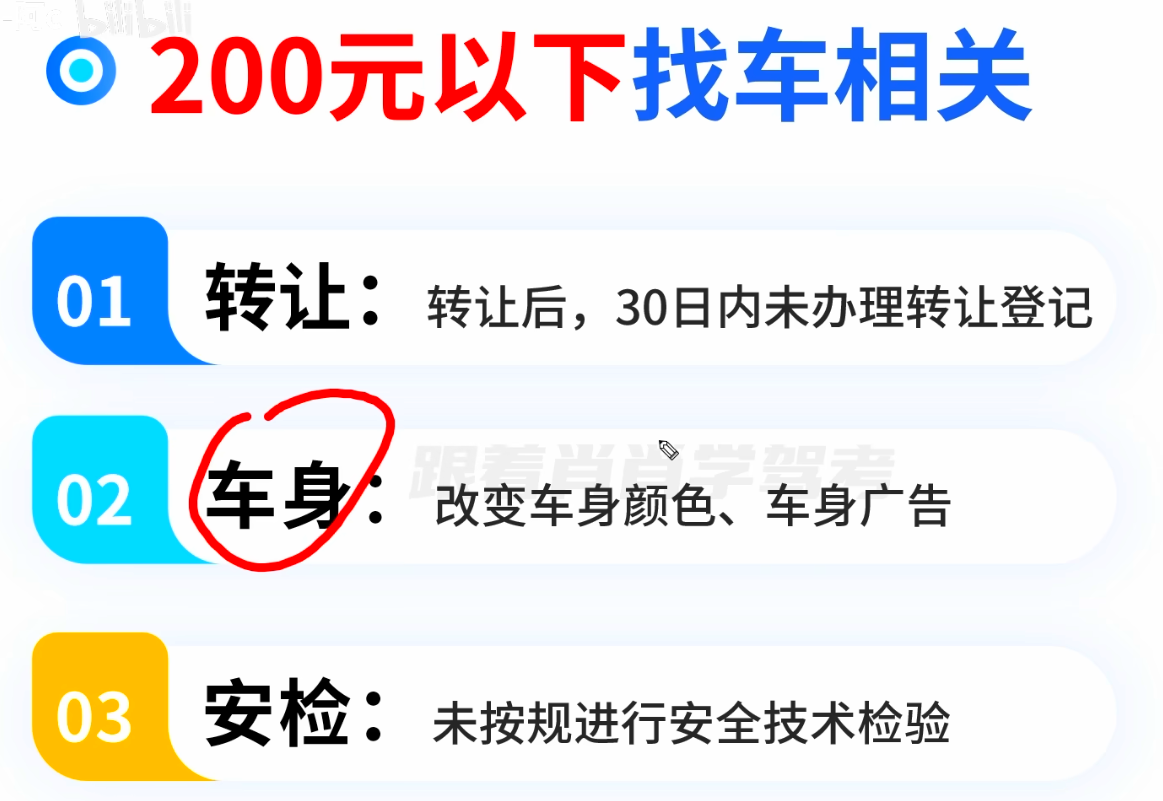 bilibili
200元以下找车相关
01 转让：转让后，30日内未办理转让登记
跟着肖肖学驾考
02 车身：改变车身颜色、车身广告
03 安检：未按规进行安全技术检验